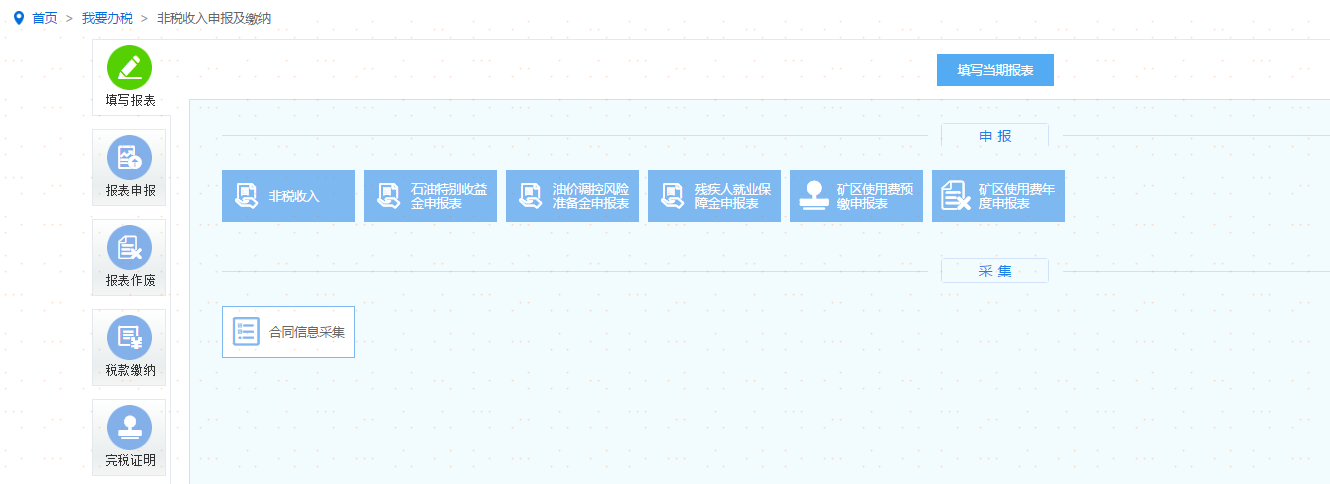 首页 > 我要办税 > 非税收入申报及缴纳
填写报表
填写当期报表
报表申报
报表作废
税款缴纳
完税证明
申 报
非税收入
石油特别收益
金申报表
油价调控风险
准备金申报表
残疾人就业保
障金申报表
矿区使用费预
缴申报表
矿区使用费年
度申报表
采 集
合同信息采集